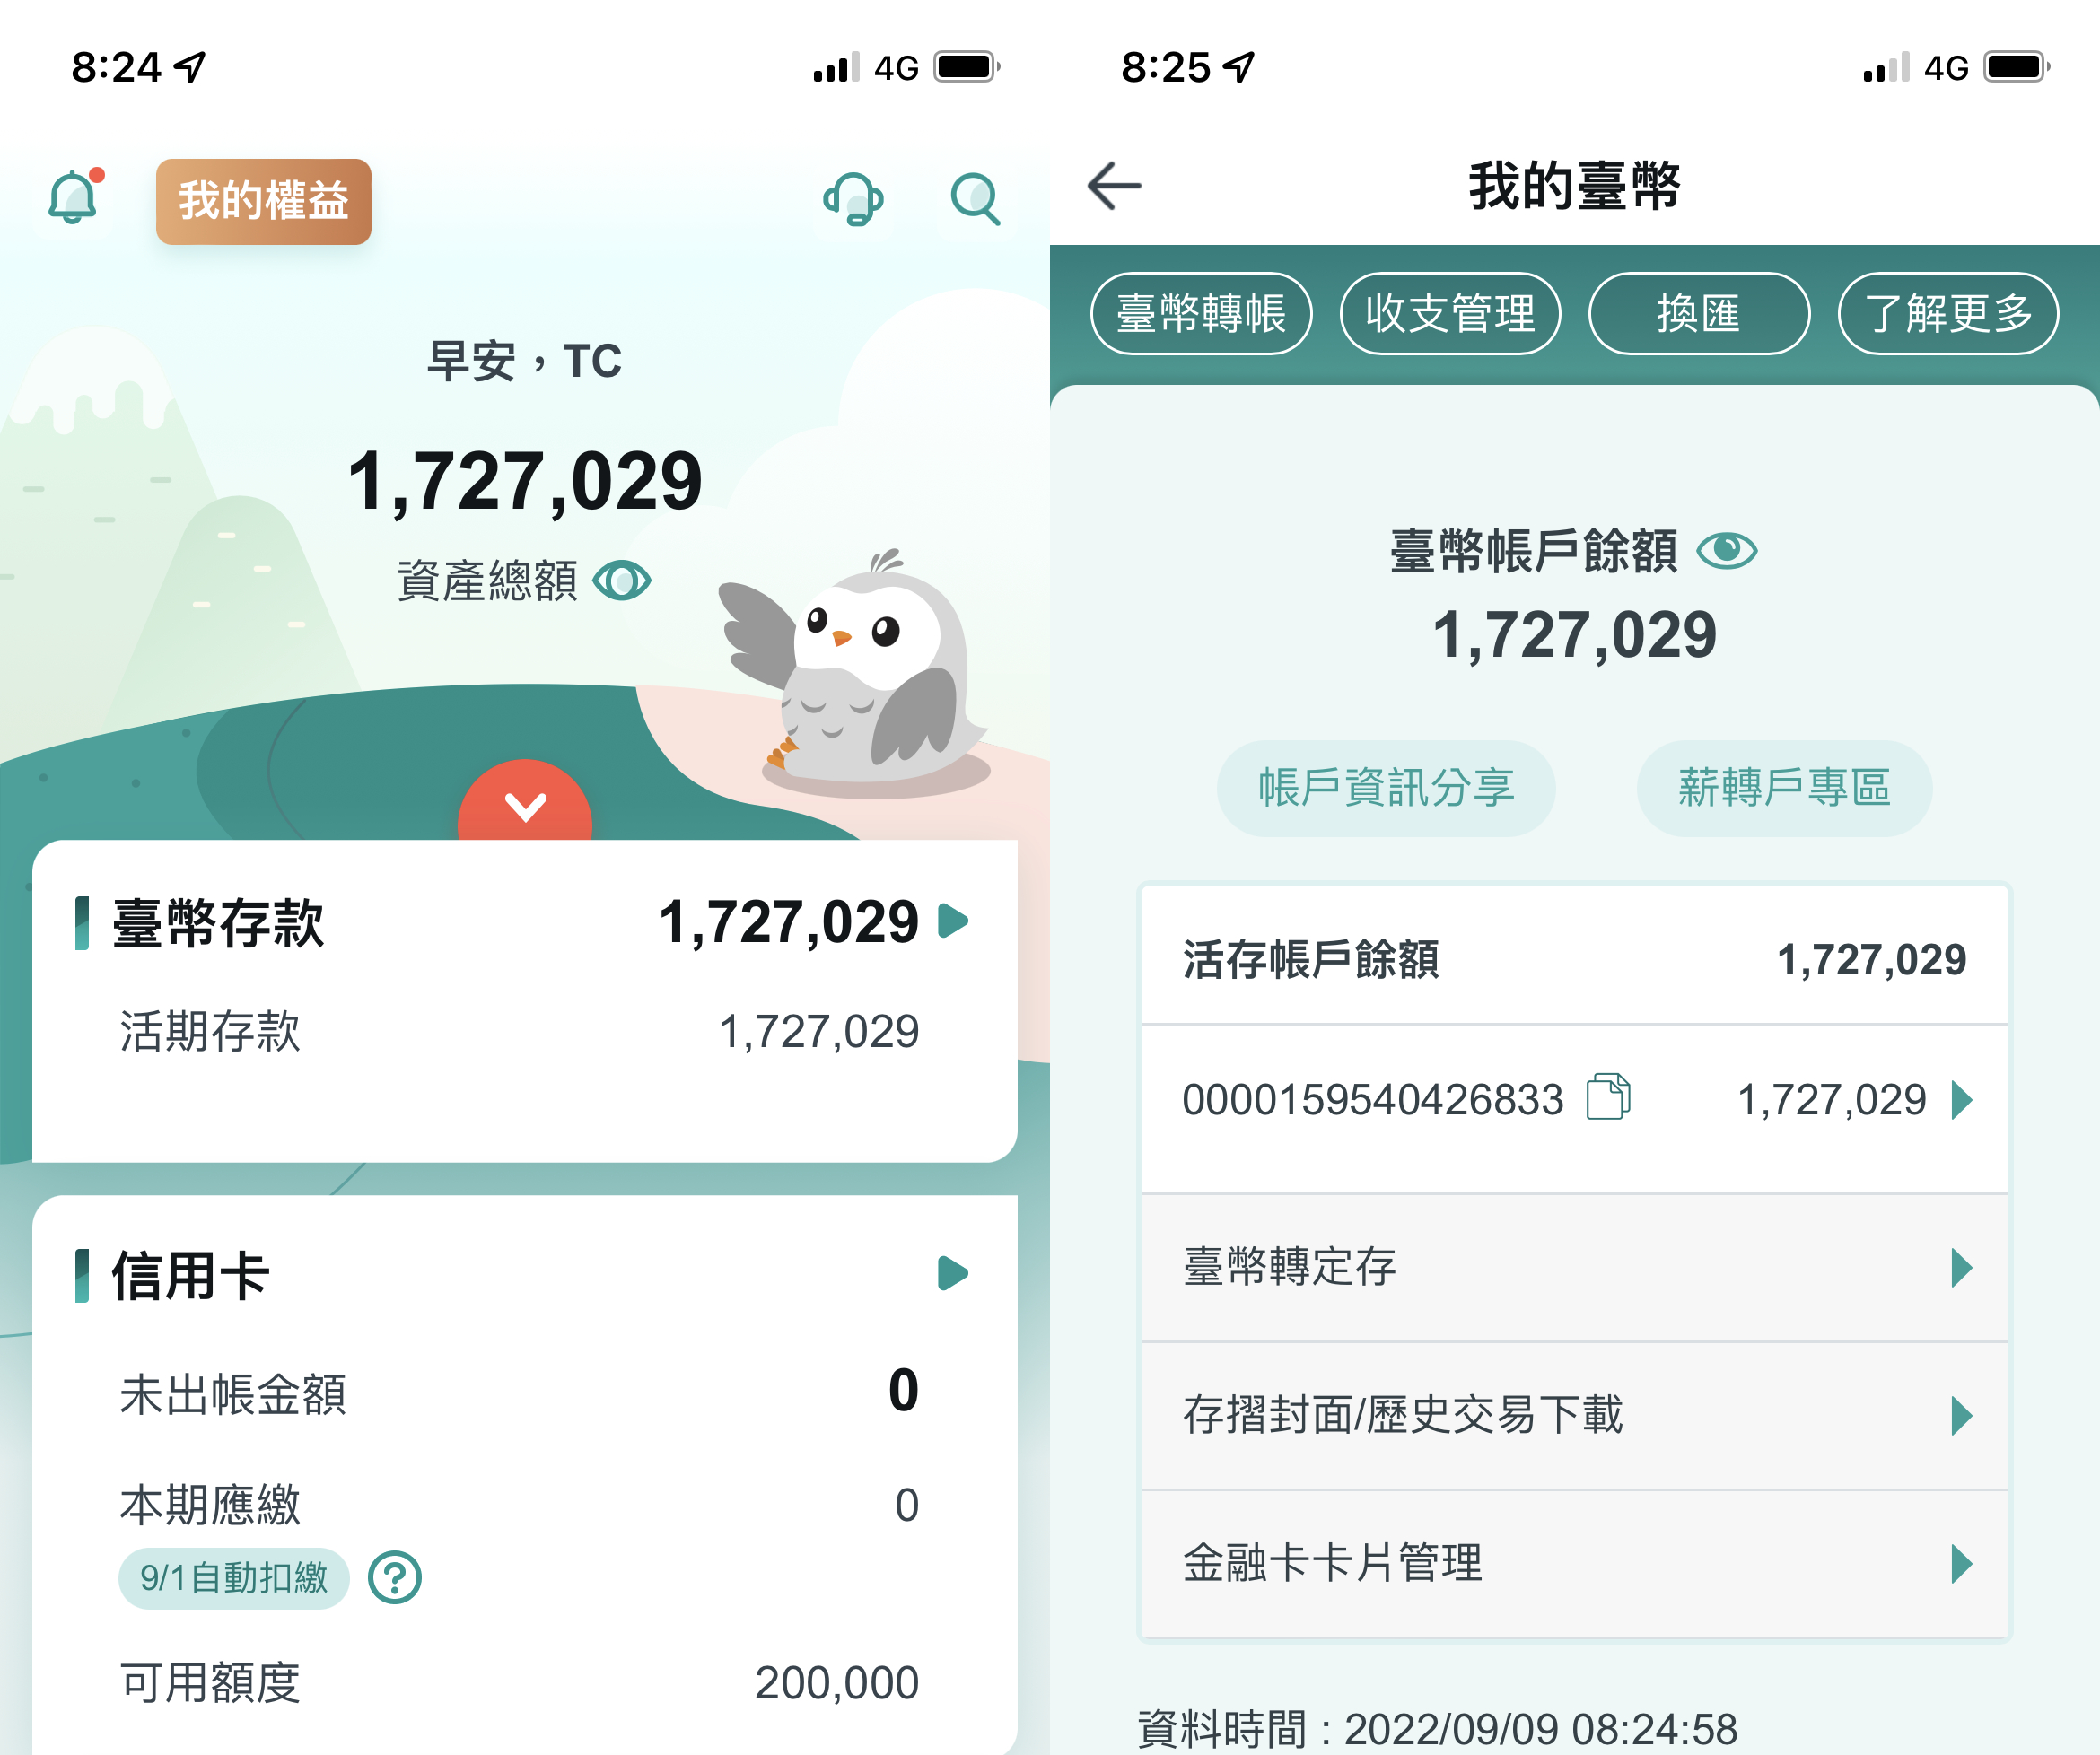 8:24
4G
我的權益
早安，TC
1,727,029
資產總額
臺幣存款 1,727,029
活期存款 1,727,029
信用卡
未出帳金額 0
本期應繳 0
9/1自動扣繳 ?
可用額度 200,000
8:25
4G
我的臺幣
臺幣轉帳 收支管理 換匯 了解更多
臺幣帳戶餘額
1,727,029
帳戶資訊分享 薪轉戶專區
活存帳戶餘額 1,727,029
0000159540426833 1,727,029
臺幣轉定存
存摺封面/歷史交易下載
金融卡卡片管理
資料時間 : 2022/09/09 08:24:58